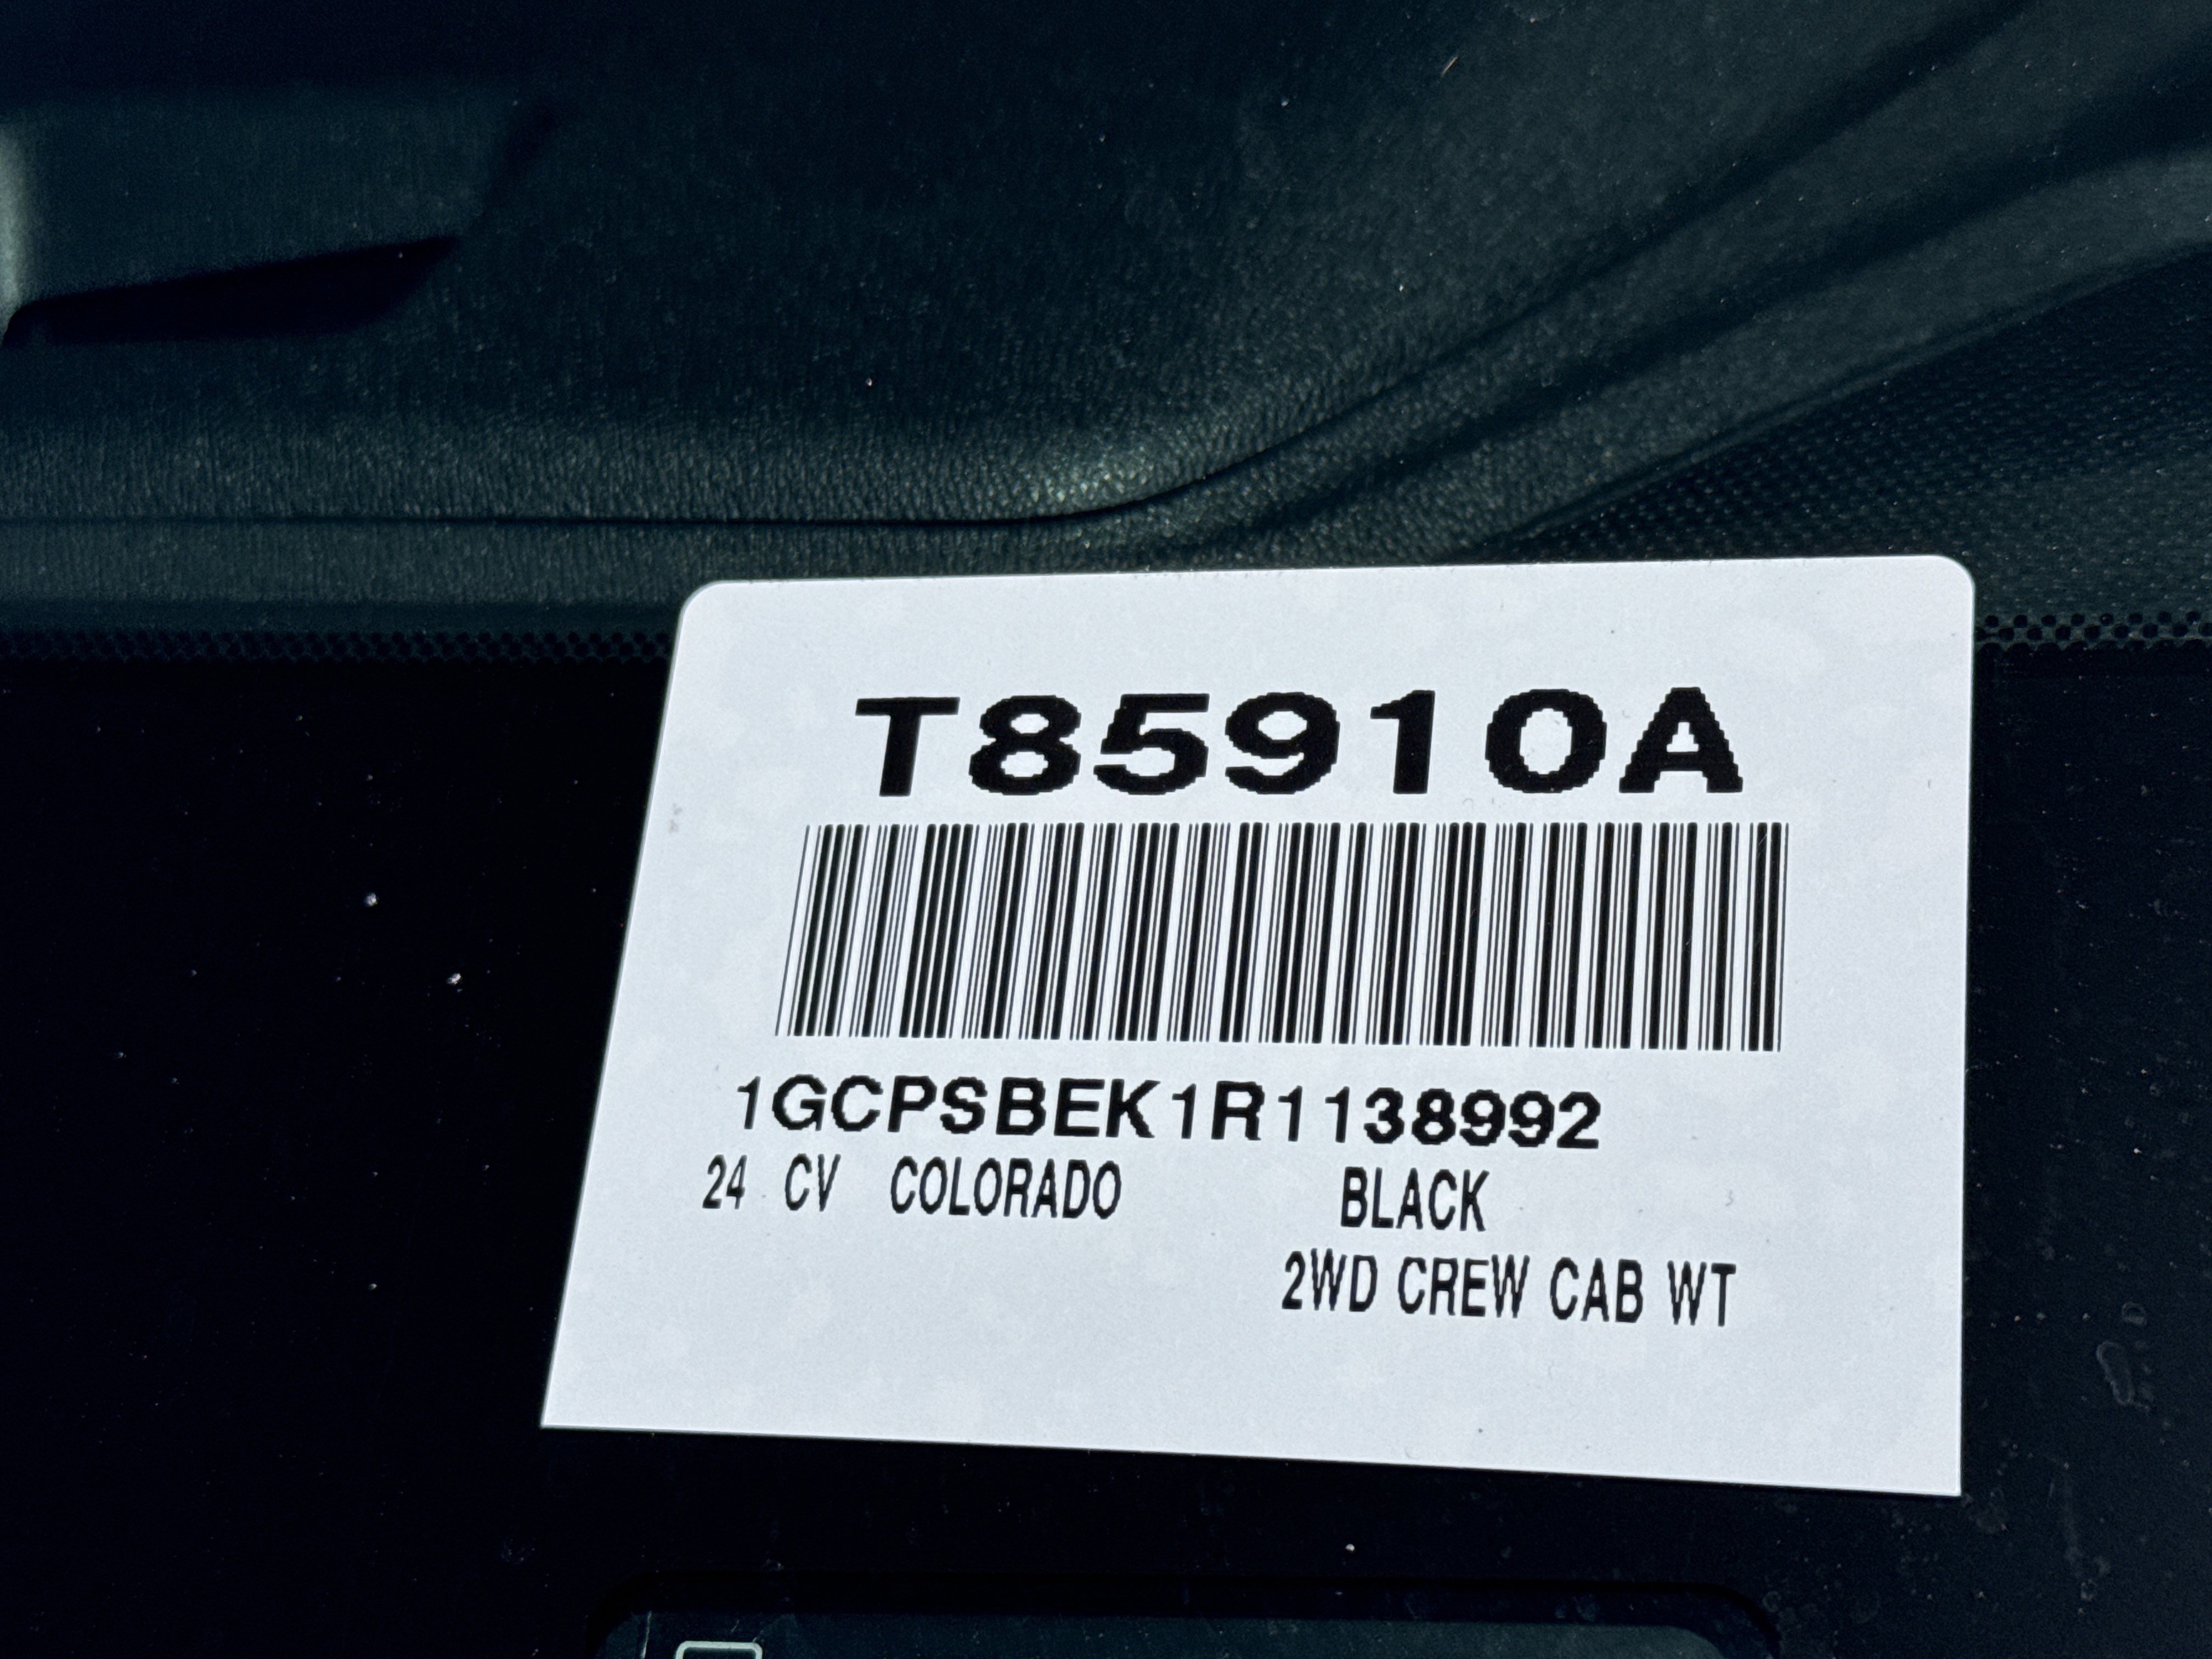 T85910A
1GCPSBEK1R1138992
24 CV COLORADO BLACK
2WD CREW CAB WT